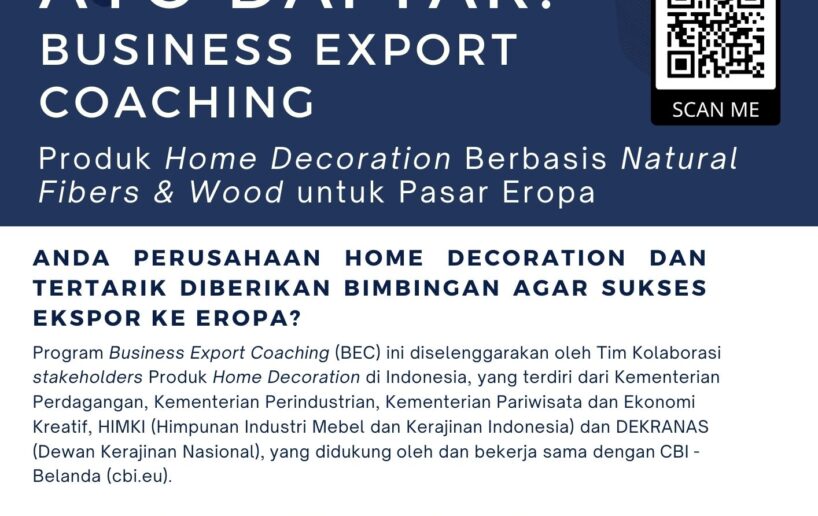 AYO DAFTAR!
BUSINESS EXPORT
COACHING
SCAN ME
Produk Home Decoration Berbasis Natural
Fibers & Wood untuk Pasar Eropa
ANDA PERUSAHAAN HOME DECORATION DAN
TERTARIK DIBERIKAN BIMBINGAN AGAR SUKSES
EKSPOR KE EROPA?
Program Business Export Coaching (BEC) ini diselenggarakan oleh Tim Kolaborasi
stakeholders Produk Home Decoration di Indonesia, yang terdiri dari Kementerian
Perdagangan, Kementerian Perindustrian, Kementerian Pariwisata dan Ekonomi
Kreatif, HIMKI (Himpunan Industri Mebel dan Kerajinan Indonesia) dan DEKRANAS
(Dewan Kerajinan Nasional), yang didukung oleh dan bekerja sama dengan CBI -
Belanda (cbi.eu).